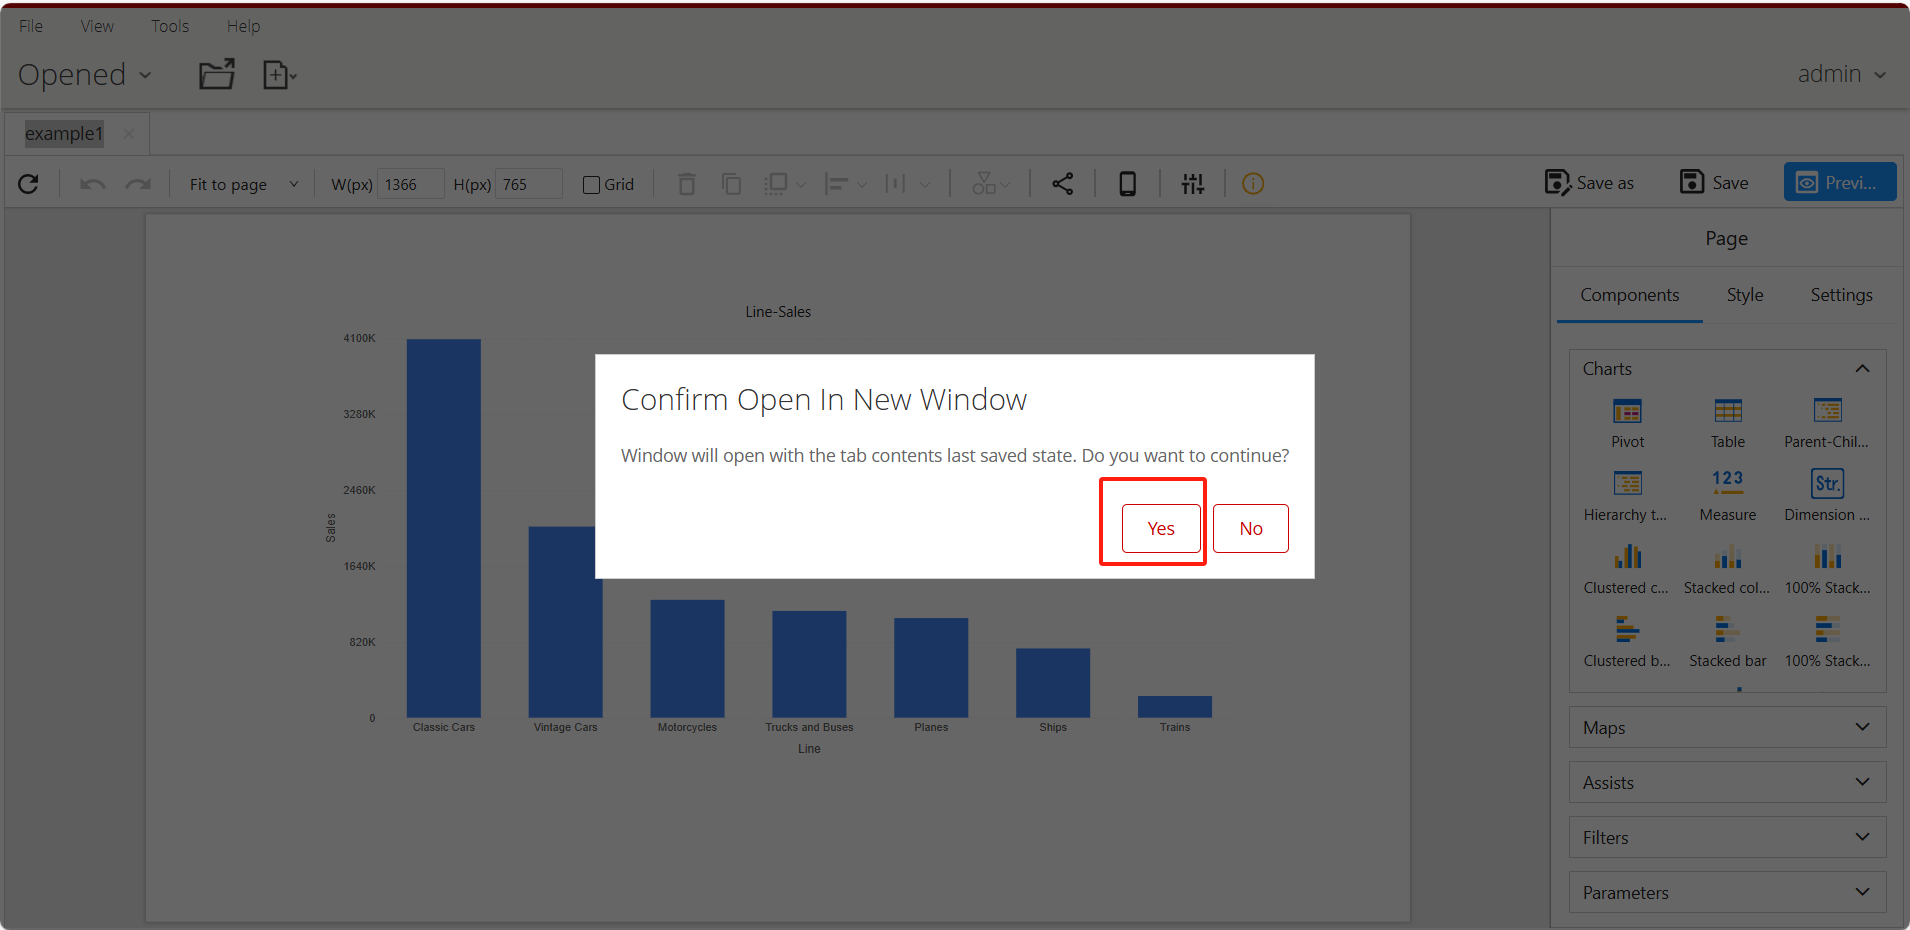 File View Tools Help
Opened
admin
example1
Fit to page W(px) 1366 H(px) 765 Grid Save as Save Previ...
Page
Components Style Settings
Charts
Pivot Table Parent-Chil...
123 Str.
Hierarchy t... Measure Dimension ...
Clustered c... Stacked col... 100% Stack...
Clustered b... Stacked bar 100% Stack...
Maps
Assists
Filters
Parameters
Line-Sales
4100K
3280K
2460K
1640K
820K
0
Sales
Classic Cars Vintage Cars Motorcycles Trucks and Buses Planes Ships Trains
Line
Confirm Open In New Window
Window will open with the tab contents last saved state. Do you want to continue?
Yes No